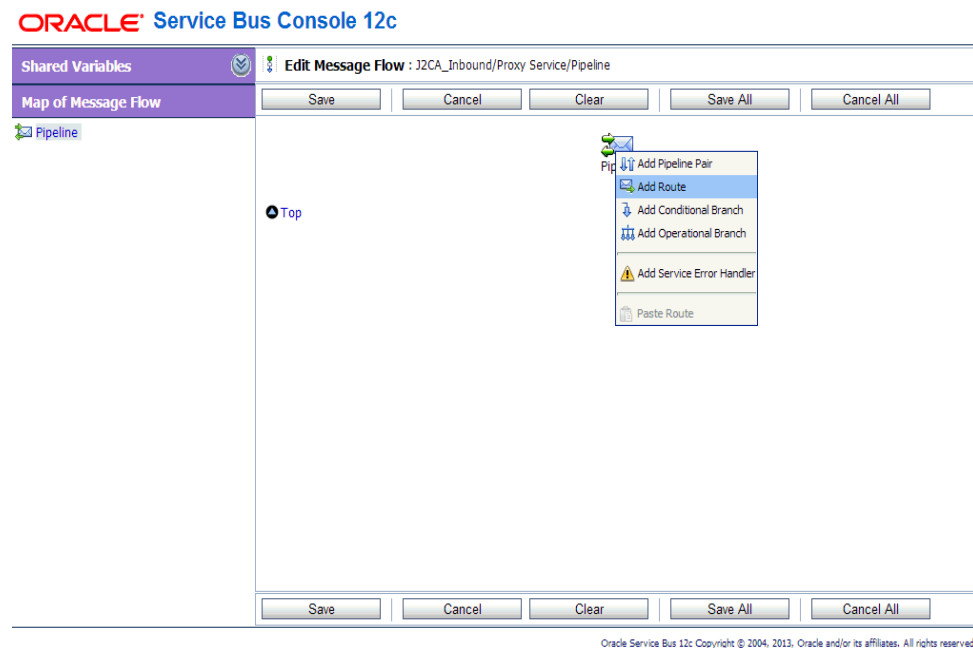 ORACLE Service Bus Console 12c
Shared Variables
Edit Message Flow : J2CA_Inbound/Proxy Service/Pipeline
Map of Message Flow
Save Cancel Clear Save All Cancel All
Pipeline
Pip
Add Pipeline Pair
Add Route
Top
Add Conditional Branch
Add Operational Branch
Add Service Error Handler
Paste Route
Save Cancel Clear Save All Cancel All
Oracle Service Bus 12c Copyright © 2004, 2013, Oracle and/or its affiliates. All rights reserved